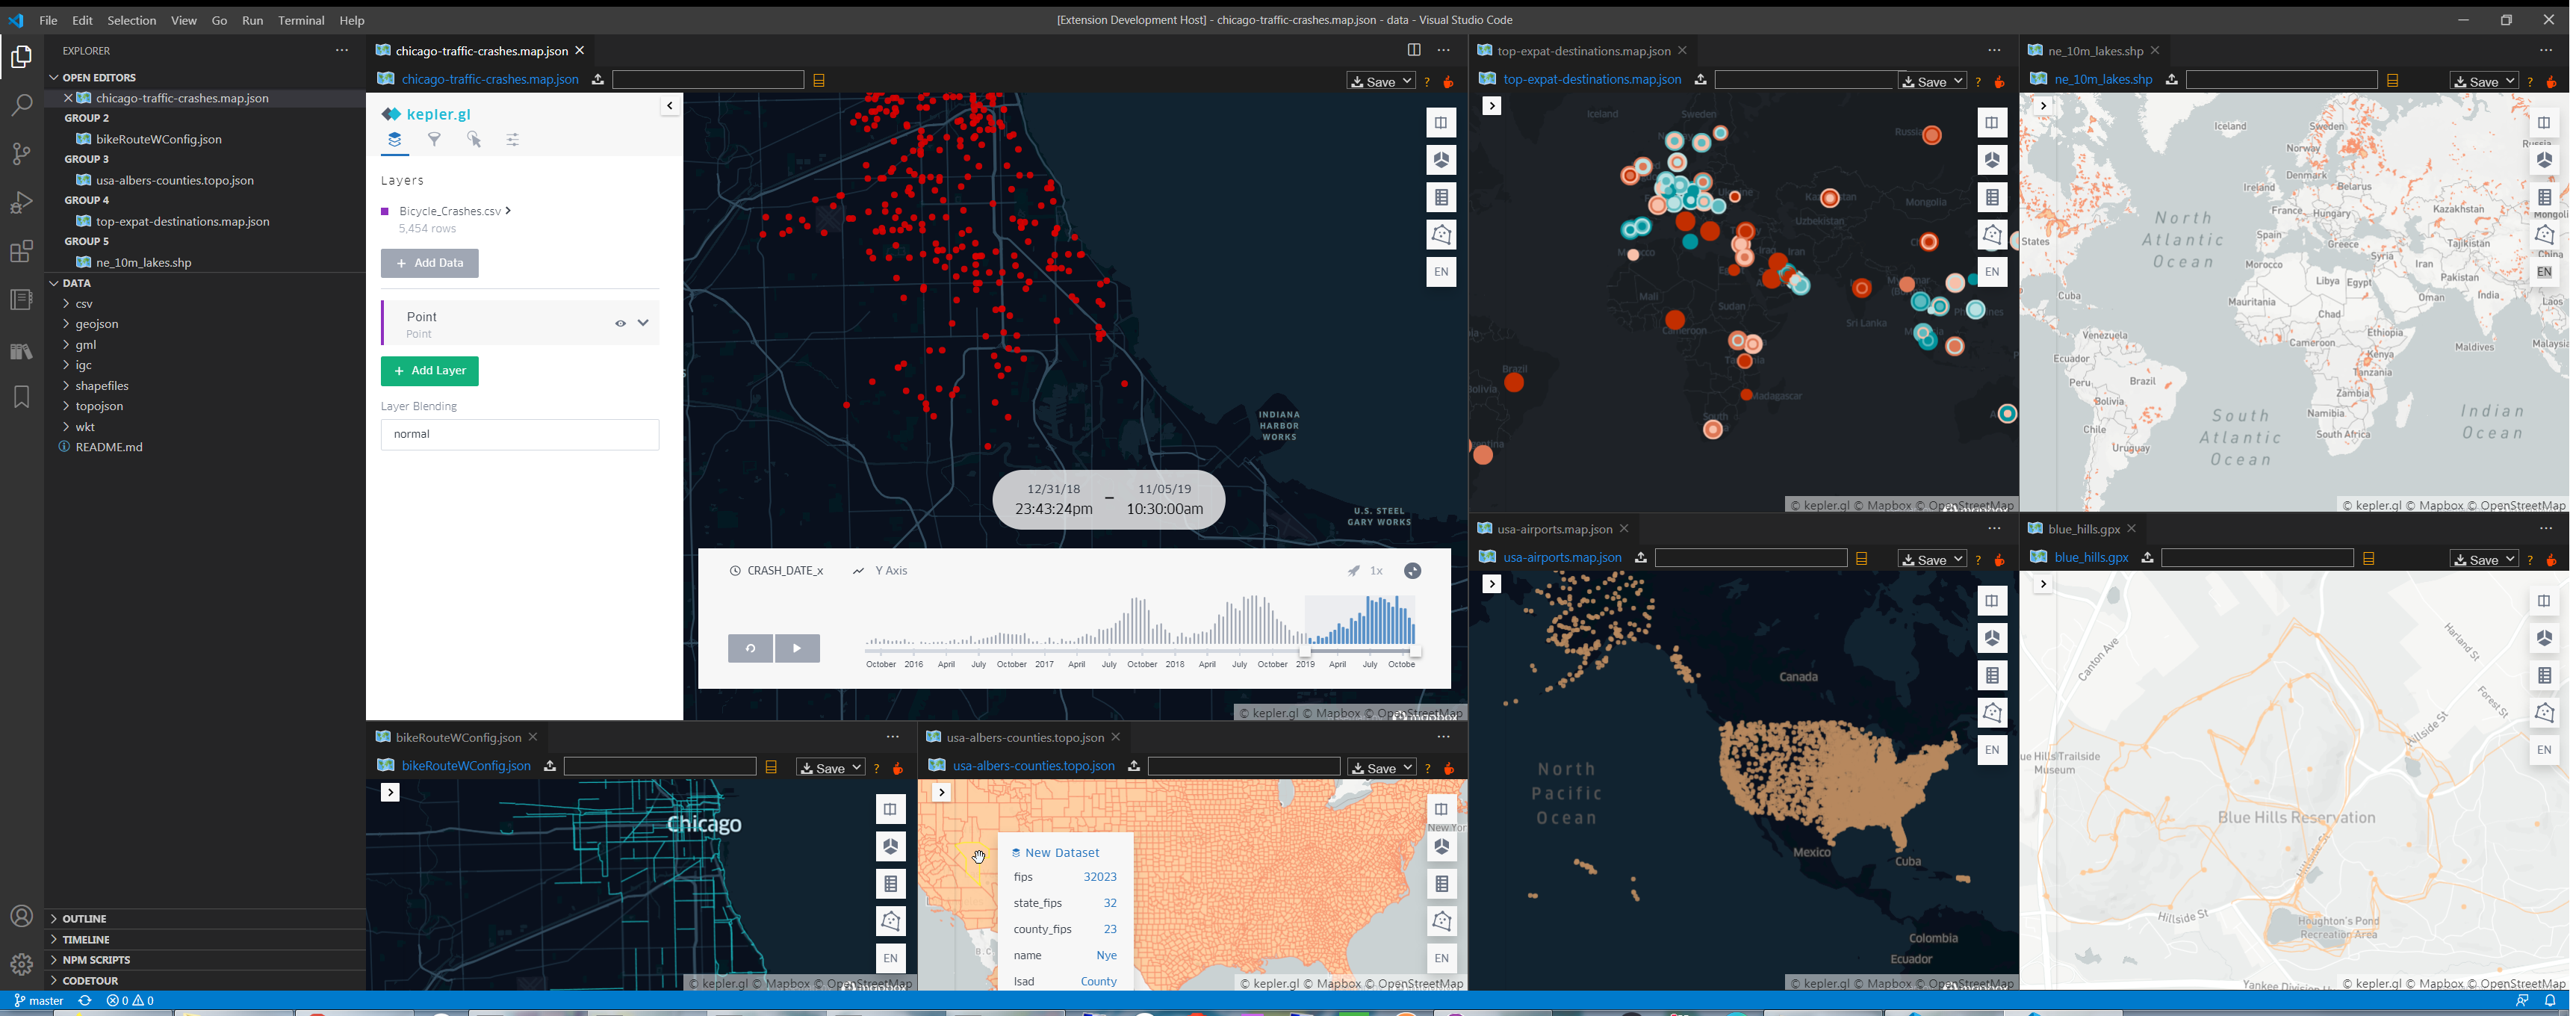 File Edit Selection View Go Run Terminal Help
[Extension Development Host] - chicago-traffic-crashes.map.json - data - Visual Studio Code
EXPLORER
OPEN EDITORS
chicago-traffic-crashes.map.json
GROUP 2
bikeRouteWConfig.json
GROUP 3
usa-albers-counties.topo.json
GROUP 4
top-expat-destinations.map.json
GROUP 5
ne_10m_lakes.shp
DATA
csv
geojson
gml
igc
shapefiles
topojson
wkt
README.md
OUTLINE
TIMELINE
NPM SCRIPTS
CODETOUR
master 0 0
chicago-traffic-crashes.map.json
chicago-traffic-crashes.map.json Save ?
kepler.gl
Layers
Bicycle_Crashes.csv
5,454 rows
+ Add Data
Point
Point
+ Add Layer
Layer Blending
normal
EN
INDIANA
HARBOR
WORKS
U.S. STEEL
GARY WORKS
12/31/18 – 11/05/19
23:43:24pm 10:30:00am
CRASH_DATE_x Y Axis 1x
October 2016 April July October 2017 April July October 2018 April July October 2019 April July Octobe
© kepler.gl © Mapbox © OpenStreetMap
top-expat-destinations.map.json
top-expat-destinations.map.json Save ?
Iceland
Sweden
Russia
Mongolia
Uzbekistan
Iran
Mali
Sudan
Sri Lanka
Cameroon
Brazil
Madagascar
South
EN
© kepler.gl © Mapbox © OpenStreetMap
ne_10m_lakes.shp
ne_10m_lakes.shp Save ?
Iceland
Sweden
Norway
Russia
Denmark
Ireland
Belarus
France
Hungary
Kazakhstan
Mongoli
North
Atlantic
Ocean
States
Spain
Greece
Tajikistan
Morocco
Syria
Iran
China
Pakistan
EN
Libya
Egypt
Cuba
Mauritania
Oman
India
Laos
Chad
Ethiopia
Ecuador
Cameroon
Kenya
Maldives
Malaysia
Peru
Brazil
Tanzania
Bolivia
Zambia
Namibia
Indian
Ocean
South
Atlantic
Ocean
Chile
Uruguay
South Africa
© kepler.gl © Mapbox © OpenStreetMap
bikeRouteWConfig.json
bikeRouteWConfig.json Save ?
Chicago
EN
© kepler.gl © Mapbox © OpenStreetMap
usa-albers-counties.topo.json
usa-albers-counties.topo.json Save ?
New Yor
New Dataset
fips 32023
state_fips 32
county_fips 23
name Nye
lsad County
B.C.
EN
© kepler.gl © Mapbox © OpenStreetMap
usa-airports.map.json
usa-airports.map.json Save ?
Canada
North
Pacific
Ocean
Mexico
Cuba
Colombia
Ecuador
EN
© kepler.gl © Mapbox © OpenStreetMap
blue_hills.gpx
blue_hills.gpx Save ?
Canton Ave
Harland St
Forest St
Hillside St
ue Hills Trailside
Museum
EN
Blue Hills Reservation
Hillside St
Hillside St
Houghton's Pond
Recreation Area
© kepler.gl © Mapbox © OpenStreetMap